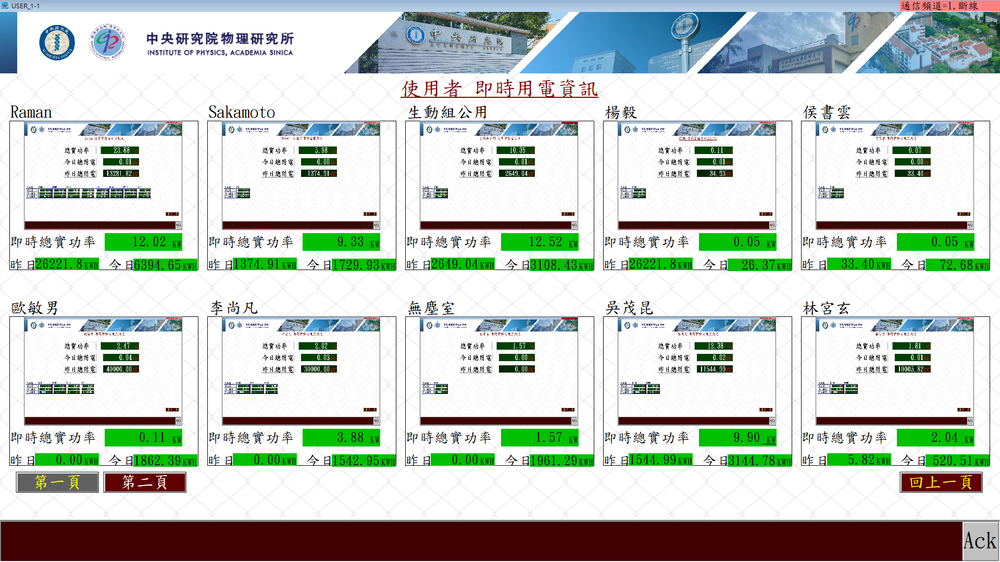 USER_1-1
通信頻道=1,斷線
中央研究院物理研究所
INSTITUTE OF PHYSICS, ACADEMIA SINICA
使用者 即時用電資訊
Raman
總實功率 23.88
今日總用電 0.01
昨日總用電 13281.82
即時總實功率 12.02 KW
昨日 26221.8 KWH 今日 6394.65 KWH
Sakamoto
總實功率 5.98
今日總用電 0.00
昨日總用電 1374.91
即時總實功率 9.33 KW
昨日 1374.91 KWH 今日 1729.93 KWH
生動組公用
總實功率 10.35
今日總用電 0.01
昨日總用電 2649.04
即時總實功率 12.52 KW
昨日 2649.04 KWH 今日 3108.43 KWH
楊毅
總實功率 0.11
今日總用電 0.01
昨日總用電 34.93
即時總實功率 0.05 KW
昨日 26221.8 KWH 今日 26.37 KWH
侯書雲
總實功率 0.07
今日總用電 0.00
昨日總用電 33.40
即時總實功率 0.05 KW
昨日 33.40 KWH 今日 72.68 KWH
歐敏男
總實功率 2.47
今日總用電 0.04
昨日總用電 40000.00
即時總實功率 0.11 KW
昨日 0.00 KWH 今日 1862.39 KWH
李尚凡
總實功率 2.02
今日總用電 0.03
昨日總用電 30000.00
即時總實功率 3.88 KW
昨日 0.00 KWH 今日 1542.95 KWH
無塵室
總實功率 1.57
今日總用電 0.00
昨日總用電 0.00
即時總實功率 1.57 KW
昨日 0.00 KWH 今日 1961.29 KWH
吳茂昆
總實功率 12.38
今日總用電 0.02
昨日總用電 11544.99
即時總實功率 9.90 KW
昨日 1544.99 KWH 今日 3144.78 KWH
林宮玄
總實功率 1.81
今日總用電 0.01
昨日總用電 10005.82
即時總實功率 2.04 KW
昨日 5.82 KWH 今日 520.51 KWH
第一頁 第二頁 回上一頁
Ack